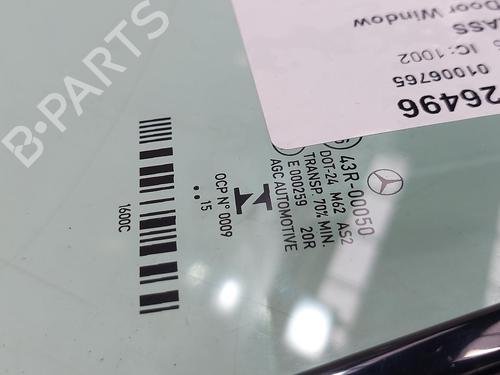 B·PARTS
Door Window
ASS
IC:1002
01006765
26496
43R-00050
DOT-24 M62 AS2
TRANSP. 70% MIN.
E 000259 20R
AGC AUTOMOTIVE
OCP N° 0009
..15
1600C